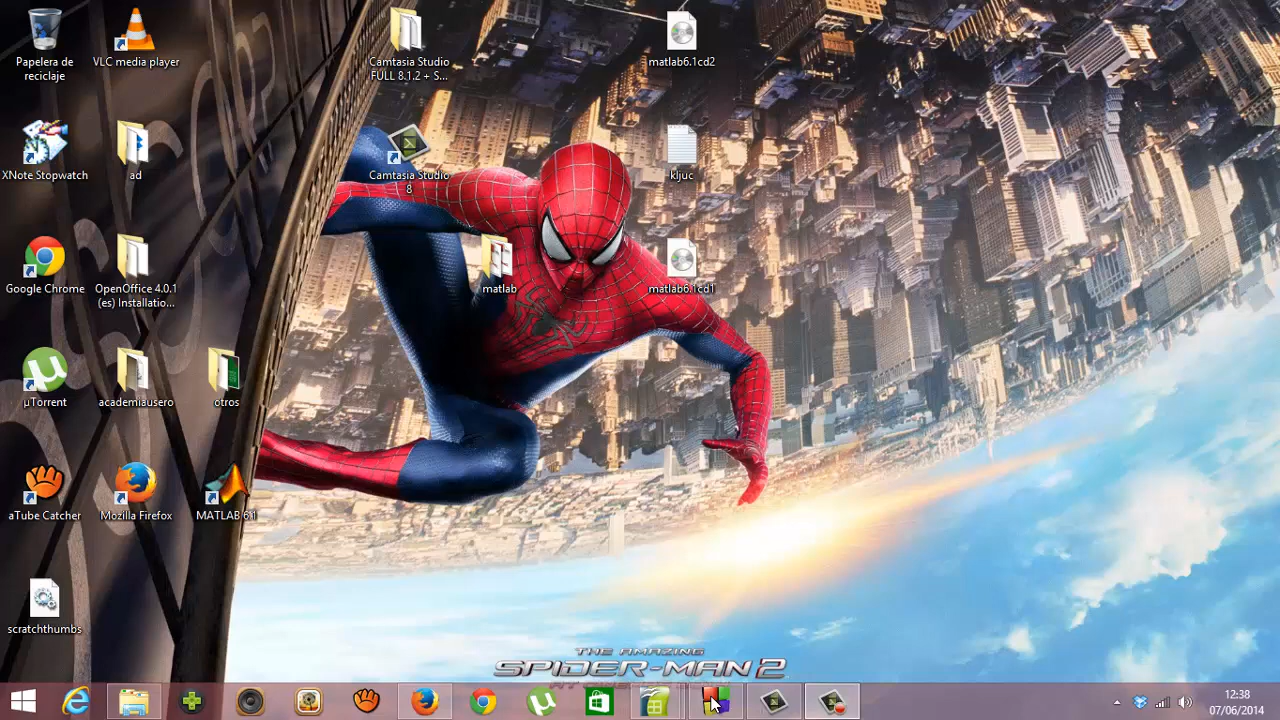 Papelera de
reciclaje
VLC media player
Camtasia Studio
FULL 8.1.2 + S...
matlab6.1cd2
XNote Stopwatch
ad
Camtasia Studio
8
kljuc
Google Chrome
OpenOffice 4.0.1
(es) Installatio...
matlab
matlab6.1cd1
µTorrent
academiausero
otros
aTube Catcher
Mozilla Firefox
MATLAB 6.1
scratchthumbs
THE AMAZING
SPIDER-MAN 2
12:38
07/06/2014